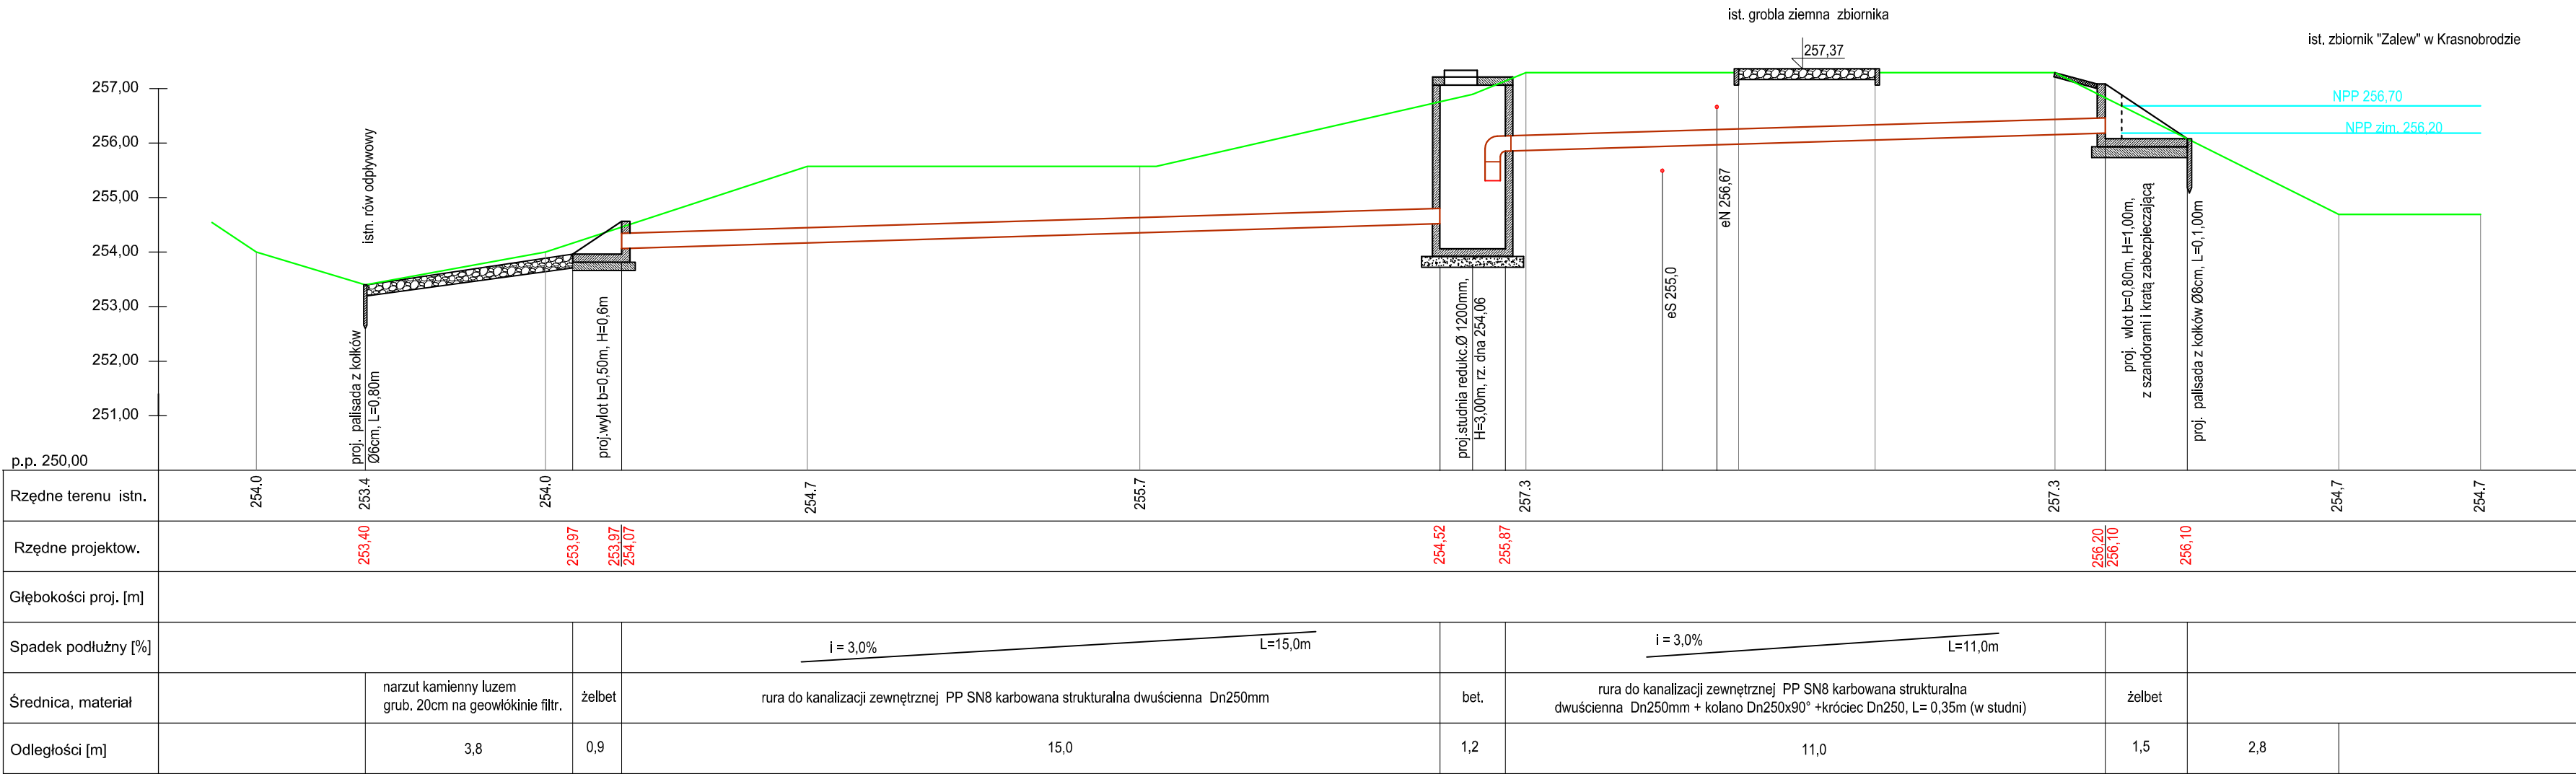 ist. grobla ziemna zbiornika
257,37
ist. zbiornik "Zalew" w Krasnobrodzie
NPP 256,70
NPP zim. 256,20
257,00
256,00
255,00
254,00
253,00
252,00
251,00
p.p. 250,00
istn. rów odpływowy
proj. palisada z kołków
Ø6cm, L=0,80m
proj.wylot b=0,50m, H=0,6m
proj.studnia redukc.Ø 1200mm,
H=3,00m, rz. dna 254,06
eS 255,0
eN 256,67
proj. wlot b=0,80m, H=1,00m,
z szandorami i kratą zabezpieczającą
proj. palisada z kołków Ø8cm, L=0,1,00m
Rzędne terenu istn.
254.0
253.4
254.0
254.7
255.7
257.3
257.3
254,7
254.7
Rzędne projektow.
253,40
253,97
253,97
254,07
254,52
255,87
256,20
256,10
256,10
Głębokości proj. [m]
Spadek podłużny [%]
i = 3,0%
L=15,0m
i = 3,0%
L=11,0m
Średnica, materiał
narzut kamienny luzem
grub. 20cm na geowłókinie filtr.
żelbet
rura do kanalizacji zewnętrznej PP SN8 karbowana strukturalna dwuścienna Dn250mm
bet.
rura do kanalizacji zewnętrznej PP SN8 karbowana strukturalna
dwuścienna Dn250mm + kolano Dn250x90° +króciec Dn250, L= 0,35m (w studni)
żelbet
Odległości [m]
3,8
0,9
15,0
1,2
11,0
1,5
2,8